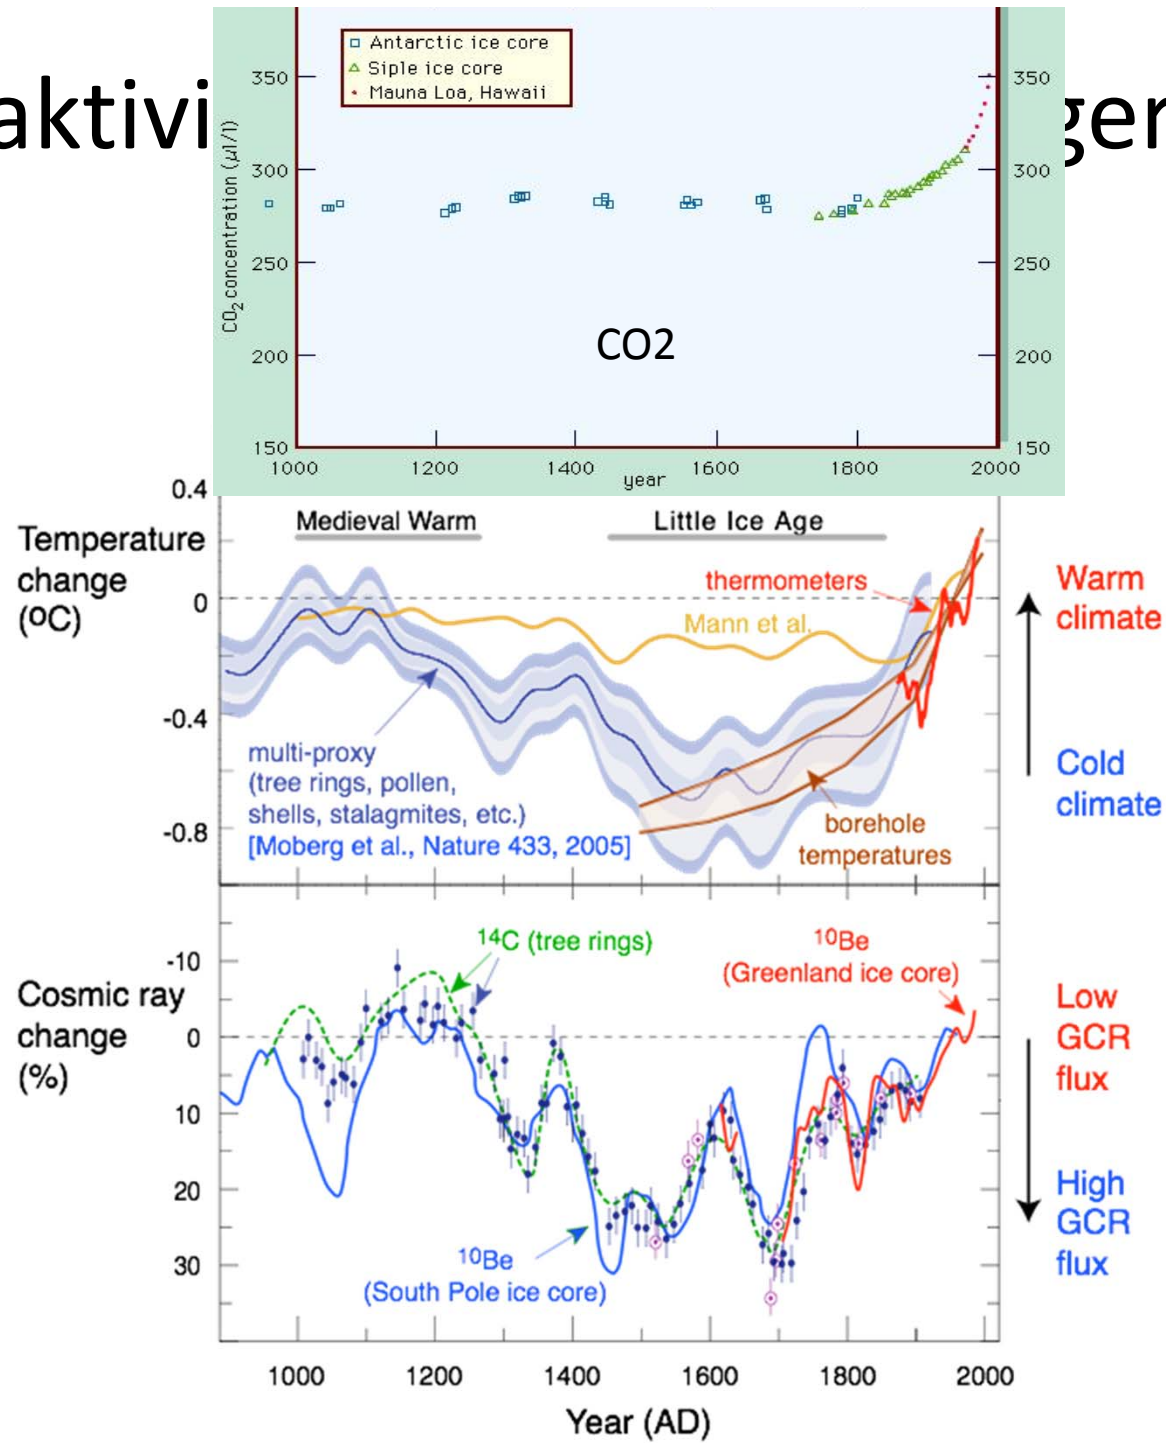 aktivi
ger
Antarctic ice core
Siple ice core
Mauna Loa, Hawaii
350
300
250
200
150
350
300
250
200
150
CO2 concentration (µl/l)
CO2
1000 1200 1400 1600 1800 2000
year
0.4
Temperature
change
(ºC)
0
-0.4
-0.8
Medieval Warm
Little Ice Age
thermometers
Mann et al.
multi-proxy
(tree rings, pollen,
shells, stalagmites, etc.)
[Moberg et al., Nature 433, 2005]
borehole
temperatures
Warm
climate
Cold
climate
Cosmic ray
change
(%)
-10
0
10
20
30
14C (tree rings)
10Be
(Greenland ice core)
10Be
(South Pole ice core)
Low
GCR
flux
High
GCR
flux
1000 1200 1400 1600 1800 2000
Year (AD)